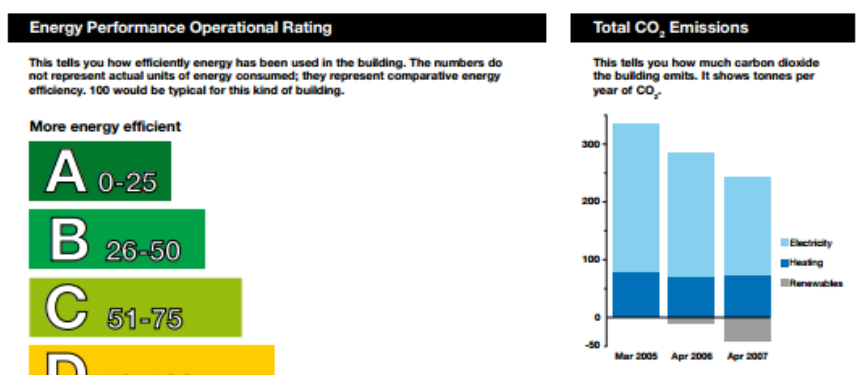 Energy Performance Operational Rating
This tells you how efficiently energy has been used in the building. The numbers do
not represent actual units of energy consumed; they represent comparative energy
efficiency. 100 would be typical for this kind of building.
More energy efficient
A 0-25
B 26-50
C 51-75
D
Total CO₂ Emissions
This tells you how much carbon dioxide
the building emits. It shows tonnes per
year of CO₂.
300
200
100
0
-50
Electricity
Heating
Renewables
Mar 2005 Apr 2006 Apr 2007